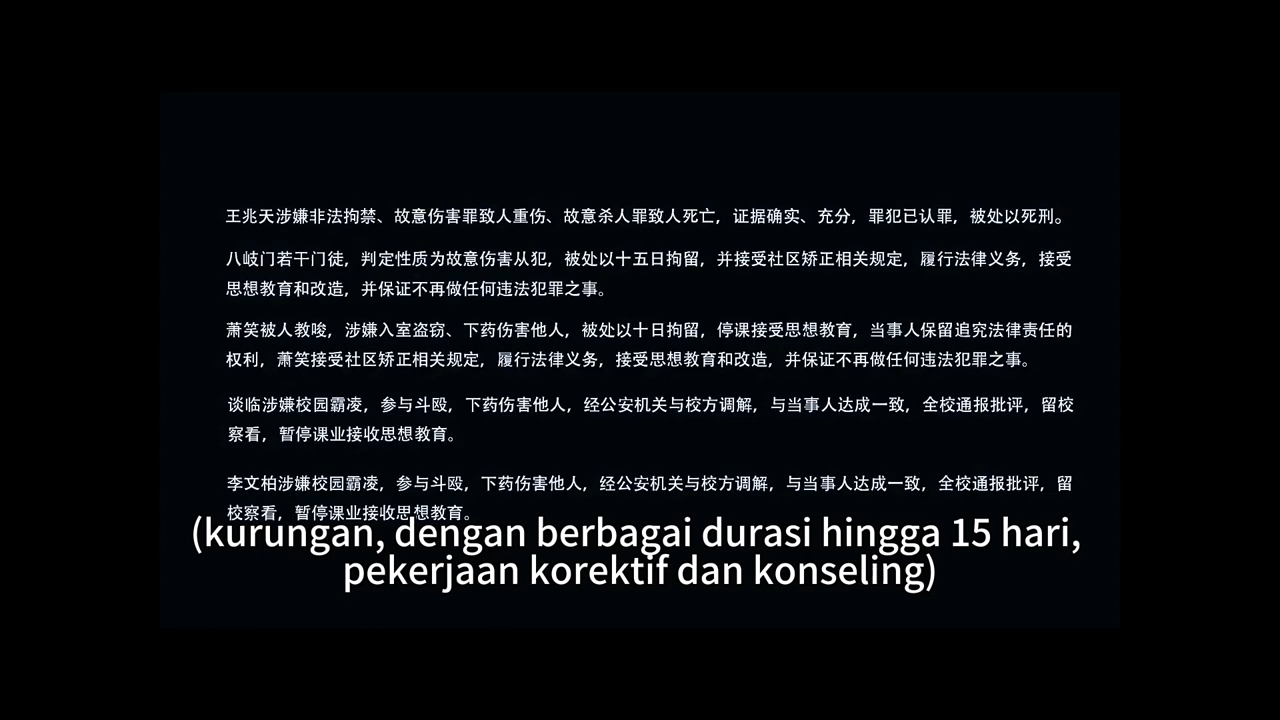 王兆天涉嫌非法拘禁、故意伤害罪致人重伤、故意杀人罪致人死亡，证据确实、充分，罪犯已认罪，被处以死刑。
八岐门若干门徒，判定性质为故意伤害从犯，被处以十五日拘留，并接受社区矫正相关规定，履行法律义务，接受
思想教育和改造，并保证不再做任何违法犯罪之事。
萧笑被人教唆，涉嫌入室盗窃、下药伤害他人，被处以十日拘留，停课接受思想教育，当事人保留追究法律责任的
权利，萧笑接受社区矫正相关规定，履行法律义务，接受思想教育和改造，并保证不再做任何违法犯罪之事。
谈临涉嫌校园霸凌，参与斗殴，下药伤害他人，经公安机关与校方调解，与当事人达成一致，全校通报批评，留校
察看，暂停课业接收思想教育。
李文柏涉嫌校园霸凌，参与斗殴，下药伤害他人，经公安机关与校方调解，与当事人达成一致，全校通报批评，留
校察看，暂停课业接收思想教育。
(kurungan, dengan berbagai durasi hingga 15 hari,
pekerjaan korektif dan konseling)